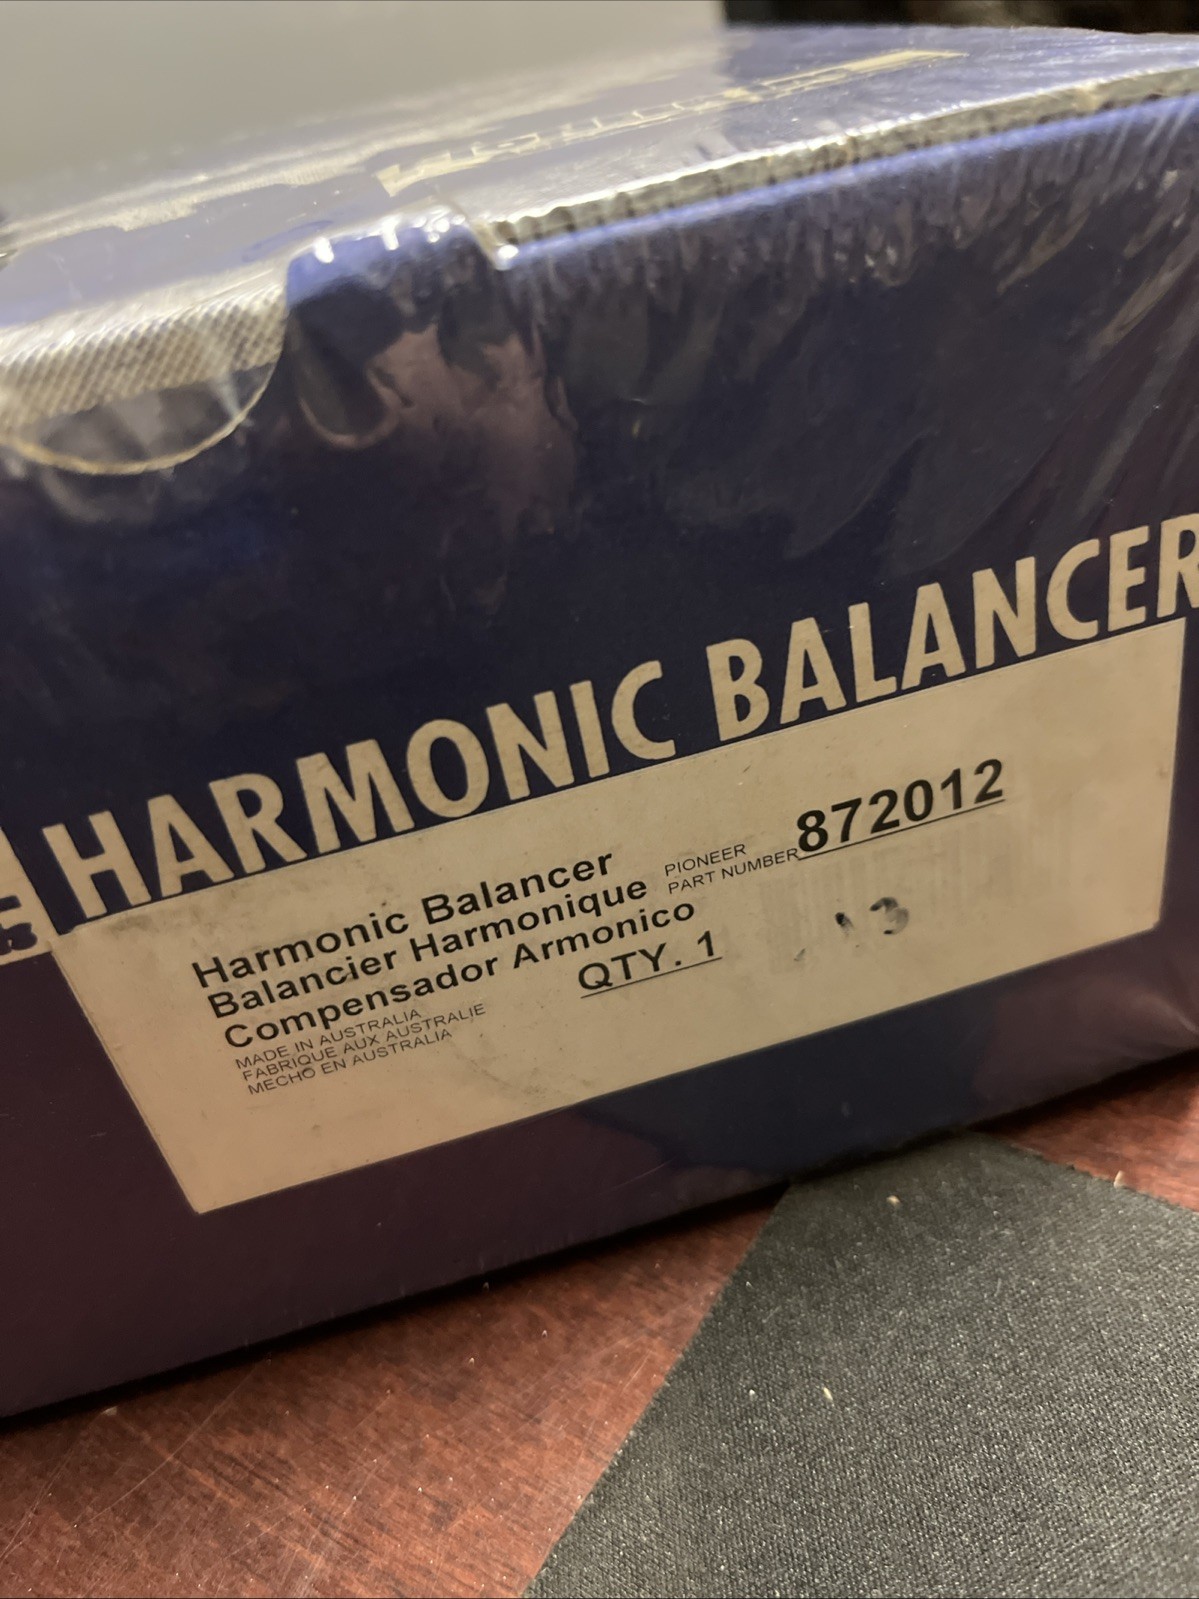 HARMONIC BALANCER
Harmonic Balancer
Balancier Harmonique
Compensador Armonico
MADE IN AUSTRALIA
FABRIQUE AUX AUSTRALIE
MECHO EN AUSTRALIA
QTY. 1
PIONEER
PART NUMBER 872012